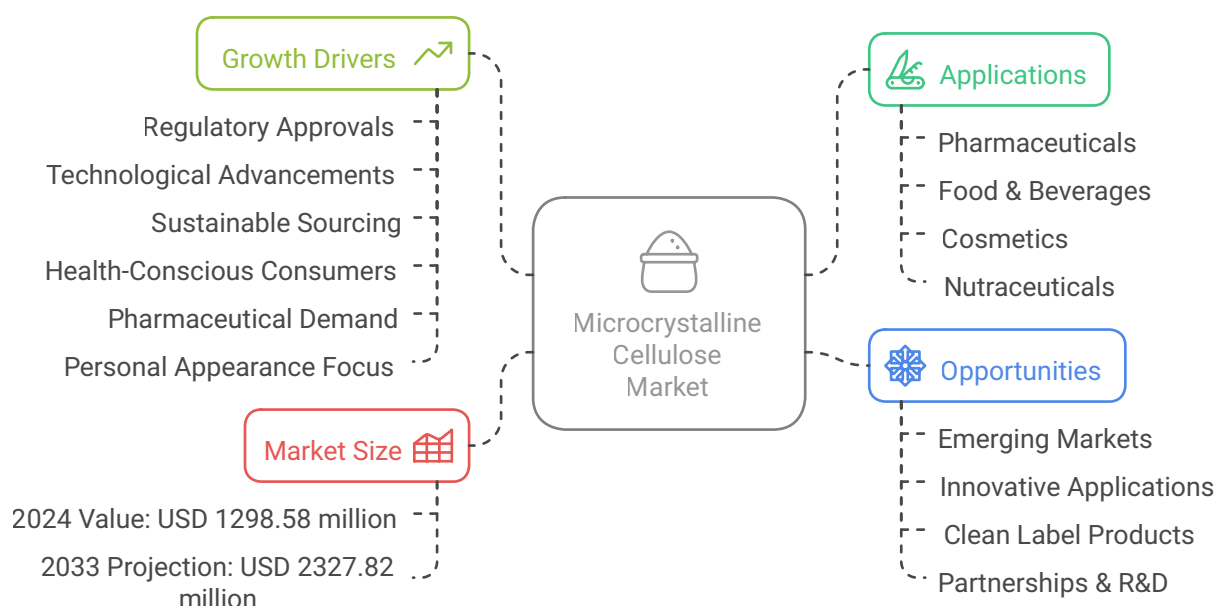 Growth Drivers
Regulatory Approvals
Technological Advancements
Sustainable Sourcing
Health-Conscious Consumers
Pharmaceutical Demand
Personal Appearance Focus
Market Size
2024 Value: USD 1298.58 million
2033 Projection: USD 2327.82
million
Microcrystalline
Cellulose
Market
Applications
Pharmaceuticals
Food & Beverages
Cosmetics
Nutraceuticals
Opportunities
Emerging Markets
Innovative Applications
Clean Label Products
Partnerships & R&D